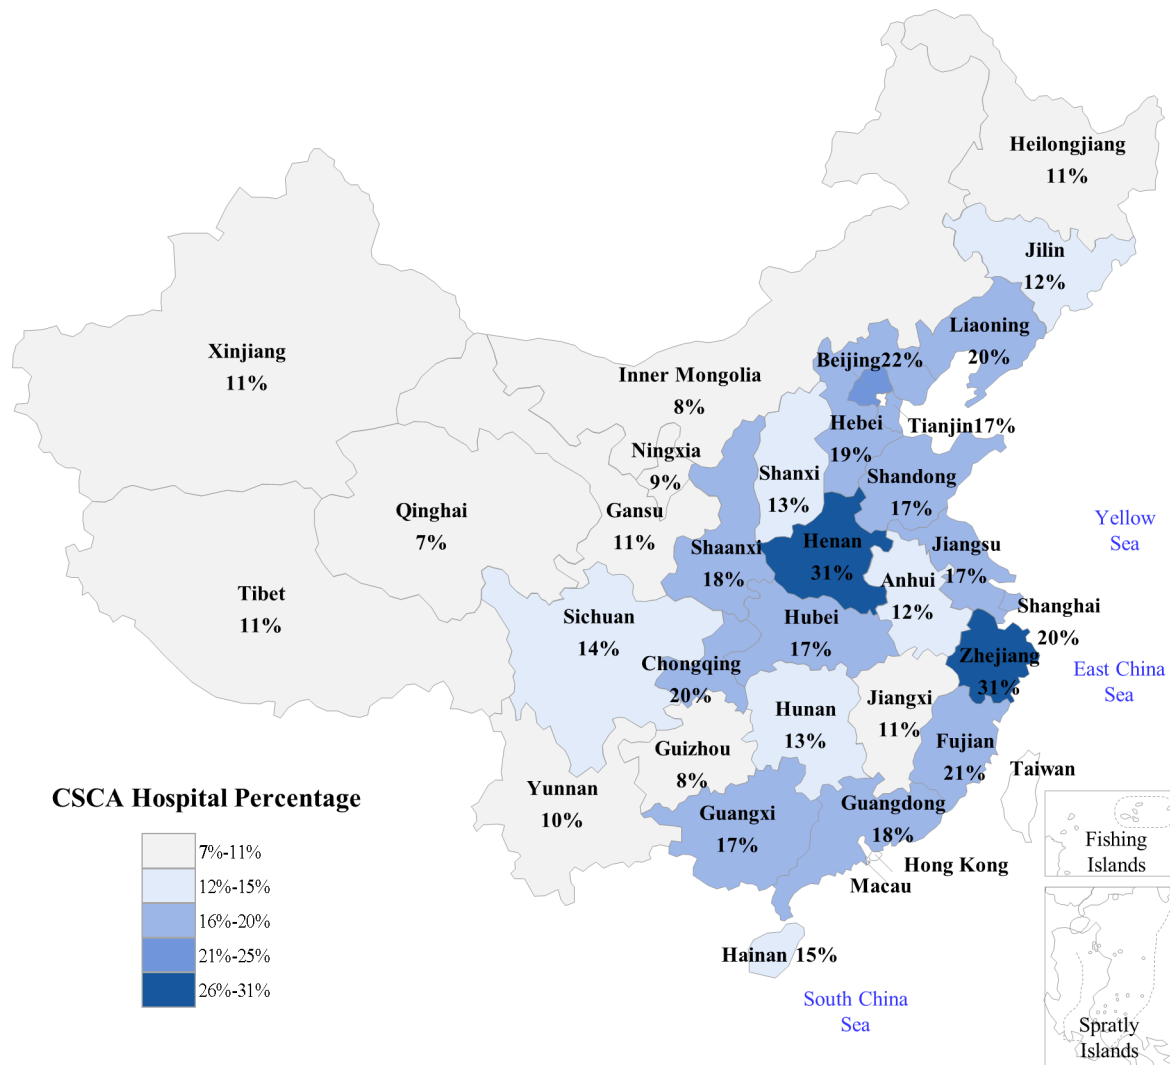 Heilongjiang
11%
Jilin
12%
Liaoning
20%
Xinjiang
11%
Beijing22%
Inner Mongolia
8%
Hebei
19%
Tianjin17%
Ningxia
9%
Shanxi
13%
Shandong
17%
Qinghai
7%
Gansu
11%
Yellow
Sea
Henan
31%
Shaanxi
18%
Jiangsu
17%
Anhui
12%
Tibet
11%
Shanghai
20%
Sichuan
14%
Hubei
17%
Zhejiang
31%
Chongqing
20%
East China
Sea
Jiangxi
11%
Hunan
13%
Fujian
21%
Guizhou
8%
Taiwan
Yunnan
10%
Guangxi
17%
Guangdong
18%
Hong Kong
Macau
Hainan 15%
South China
Sea
CSCA Hospital Percentage
7%-11%
12%-15%
16%-20%
21%-25%
26%-31%
Fishing
Islands
Spratly
Islands